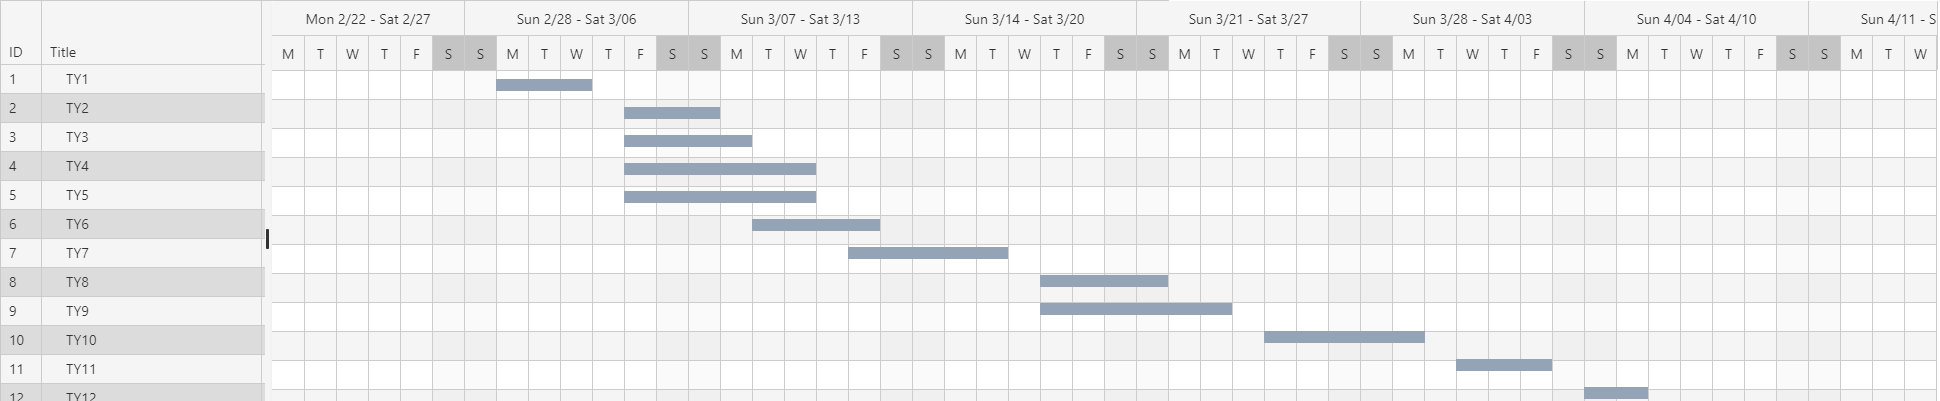 Mon 2/22 - Sat 2/27 Sun 2/28 - Sat 3/06 Sun 3/07 - Sat 3/13 Sun 3/14 - Sat 3/20 Sun 3/21 - Sat 3/27 Sun 3/28 - Sat 4/03 Sun 4/04 - Sat 4/10 Sun 4/11 - S
ID Title M T W T F S S M T W T F S S M T W T F S S M T W T F S S M T W T F S S M T W T F S S M T W T F S S M T W
1 TY1
2 TY2
3 TY3
4 TY4
5 TY5
6 TY6
7 TY7
8 TY8
9 TY9
10 TY10
11 TY11
12 TY12